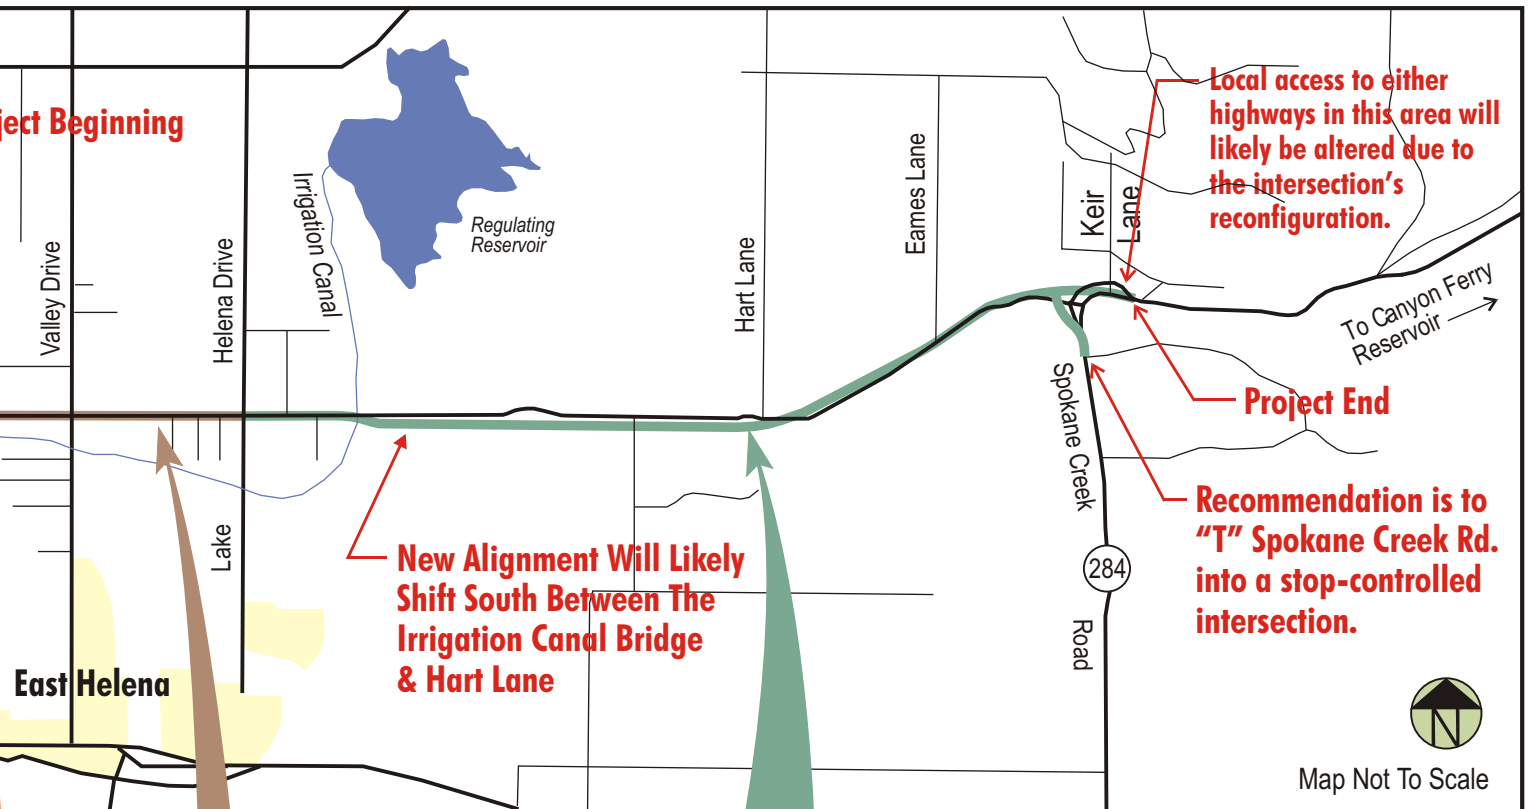 ject Beginning
Valley Drive
Helena Drive
Irrigation Canal
Regulating
Reservoir
Hart Lane
Eames Lane
Keir
Lane
Local access to either
highways in this area will
likely be altered due to
the intersection’s
reconfiguration.
To Canyon Ferry
Reservoir
Project End
Spokane Creek
Recommendation is to
“T” Spokane Creek Rd.
into a stop-controlled
intersection.
284
Road
Lake
New Alignment Will Likely
Shift South Between The
Irrigation Canal Bridge
& Hart Lane
East Helena
N
Map Not To Scale